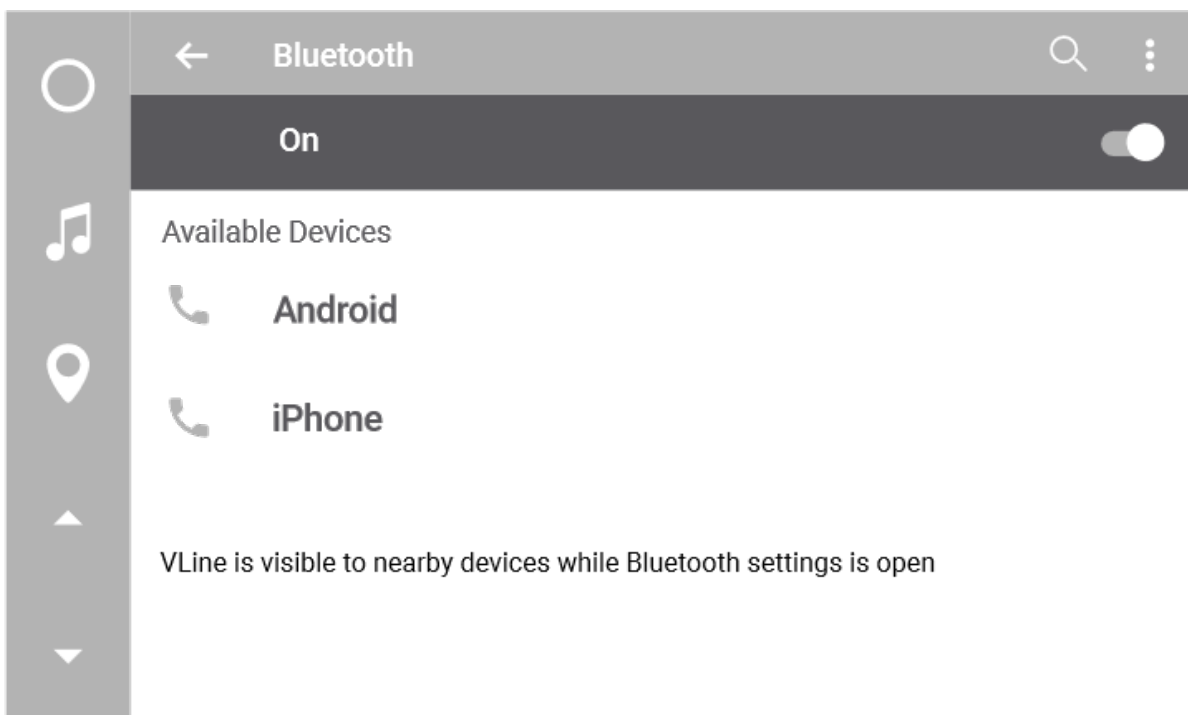 Bluetooth
On
Available Devices
Android
iPhone
VLine is visible to nearby devices while Bluetooth settings is open